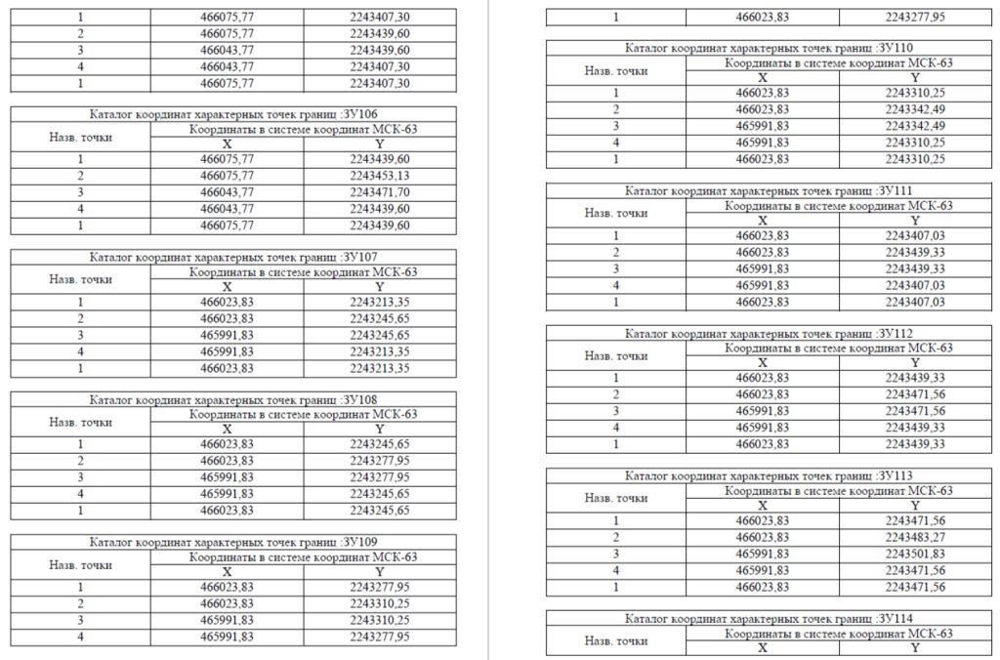 1 466075,77 2243407,30
2 466075,77 2243439,60
3 466043,77 2243439,60
4 466043,77 2243407,30
1 466075,77 2243407,30
Каталог координат характерных точек границ :ЗУ106
Назв. точки Координаты в системе координат МСК-63
X Y
1 466075,77 2243439,60
2 466075,77 2243453,13
3 466043,77 2243471,70
4 466043,77 2243439,60
1 466075,77 2243439,60
Каталог координат характерных точек границ :ЗУ107
Назв. точки Координаты в системе координат МСК-63
X Y
1 466023,83 2243213,35
2 466023,83 2243245,65
3 465991,83 2243245,65
4 465991,83 2243213,35
1 466023,83 2243213,35
Каталог координат характерных точек границ :ЗУ108
Назв. точки Координаты в системе координат МСК-63
X Y
1 466023,83 2243245,65
2 466023,83 2243277,95
3 465991,83 2243277,95
4 465991,83 2243245,65
1 466023,83 2243245,65
Каталог координат характерных точек границ :ЗУ109
Назв. точки Координаты в системе координат МСК-63
X Y
1 466023,83 2243277,95
2 466023,83 2243310,25
3 465991,83 2243310,25
4 465991,83 2243277,95
1 466023,83 2243277,95
Каталог координат характерных точек границ :ЗУ110
Назв. точки Координаты в системе координат МСК-63
X Y
1 466023,83 2243310,25
2 466023,83 2243342,49
3 465991,83 2243342,49
4 465991,83 2243310,25
1 466023,83 2243310,25
Каталог координат характерных точек границ :ЗУ111
Назв. точки Координаты в системе координат МСК-63
X Y
1 466023,83 2243407,03
2 466023,83 2243439,33
3 465991,83 2243439,33
4 465991,83 2243407,03
1 466023,83 2243407,03
Каталог координат характерных точек границ :ЗУ112
Назв. точки Координаты в системе координат МСК-63
X Y
1 466023,83 2243439,33
2 466023,83 2243471,56
3 465991,83 2243471,56
4 465991,83 2243439,33
1 466023,83 2243439,33
Каталог координат характерных точек границ :ЗУ113
Назв. точки Координаты в системе координат МСК-63
X Y
1 466023,83 2243471,56
2 466023,83 2243483,27
3 465991,83 2243501,83
4 465991,83 2243471,56
1 466023,83 2243471,56
Каталог координат характерных точек границ :ЗУ114
Назв. точки Координаты в системе координат МСК-63
X Y